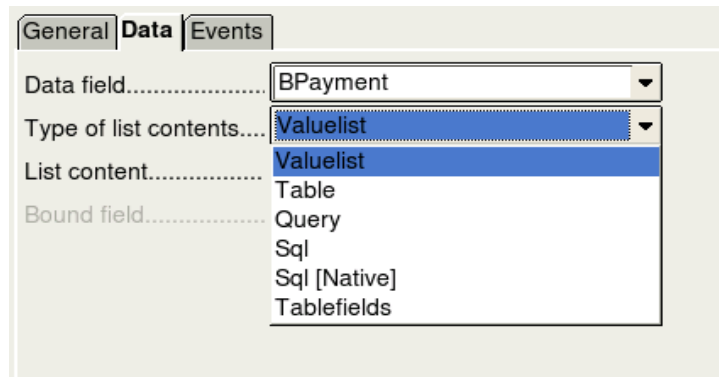 General Data Events
Data field..................... BPayment
Type of list contents.... Valuelist
List content................. Valuelist
Table
Bound field.................. Query
Sql
Sql [Native]
Tablefields